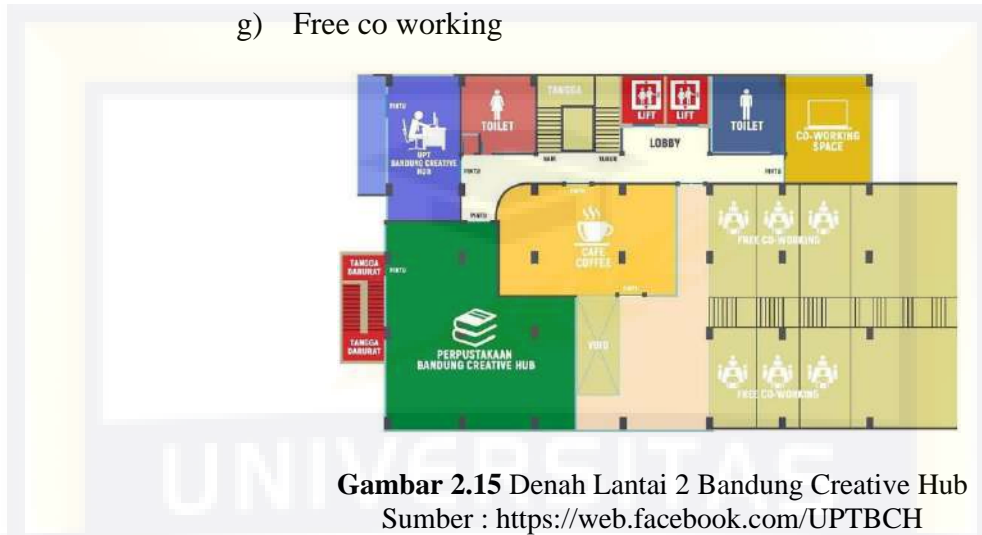 g) Free co working
TANGGA
LIFT LIFT
TOILET
TOILET
LOBBY
CO-WORKING
SPACE
PINTU
UPT
BANDUNG CREATIVE
HUB
NAIK
TURUN
PINTU
PINTU
PINTU
FREE CO-WORKING
CAFE
COFFEE
TANGGA
DARURAT
PINTU
PERPUSTAKAAN
BANDUNG CREATIVE HUB
VOID
TANGGA
DARURAT
FREE CO-WORKING
UNIVERSITAS
Gambar 2.15 Denah Lantai 2 Bandung Creative Hub
Sumber : https://web.facebook.com/UPTBCH